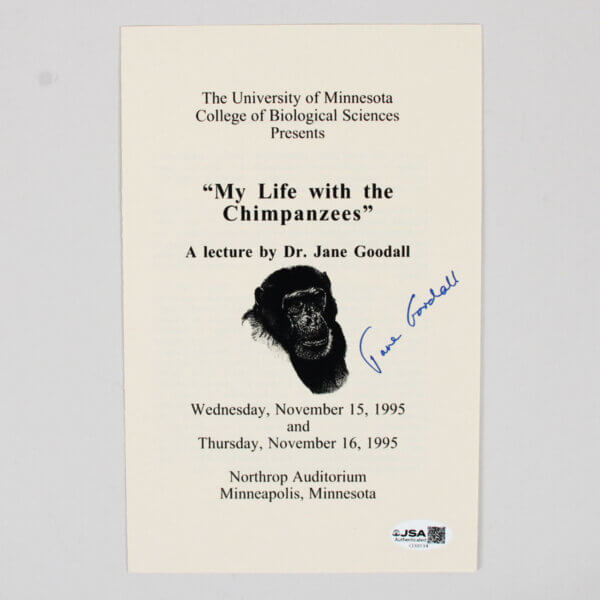 The University of Minnesota
College of Biological Sciences
Presents
“My Life with the
Chimpanzees”
A lecture by Dr. Jane Goodall
Jane Goodall
Wednesday, November 15, 1995
and
Thursday, November 16, 1995
Northrop Auditorium
Minneapolis, Minnesota
JSA
Authenticated